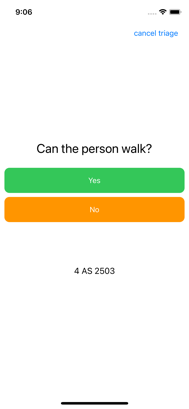 9:06
cancel triage
Can the person walk?
Yes
No
4 AS 2503